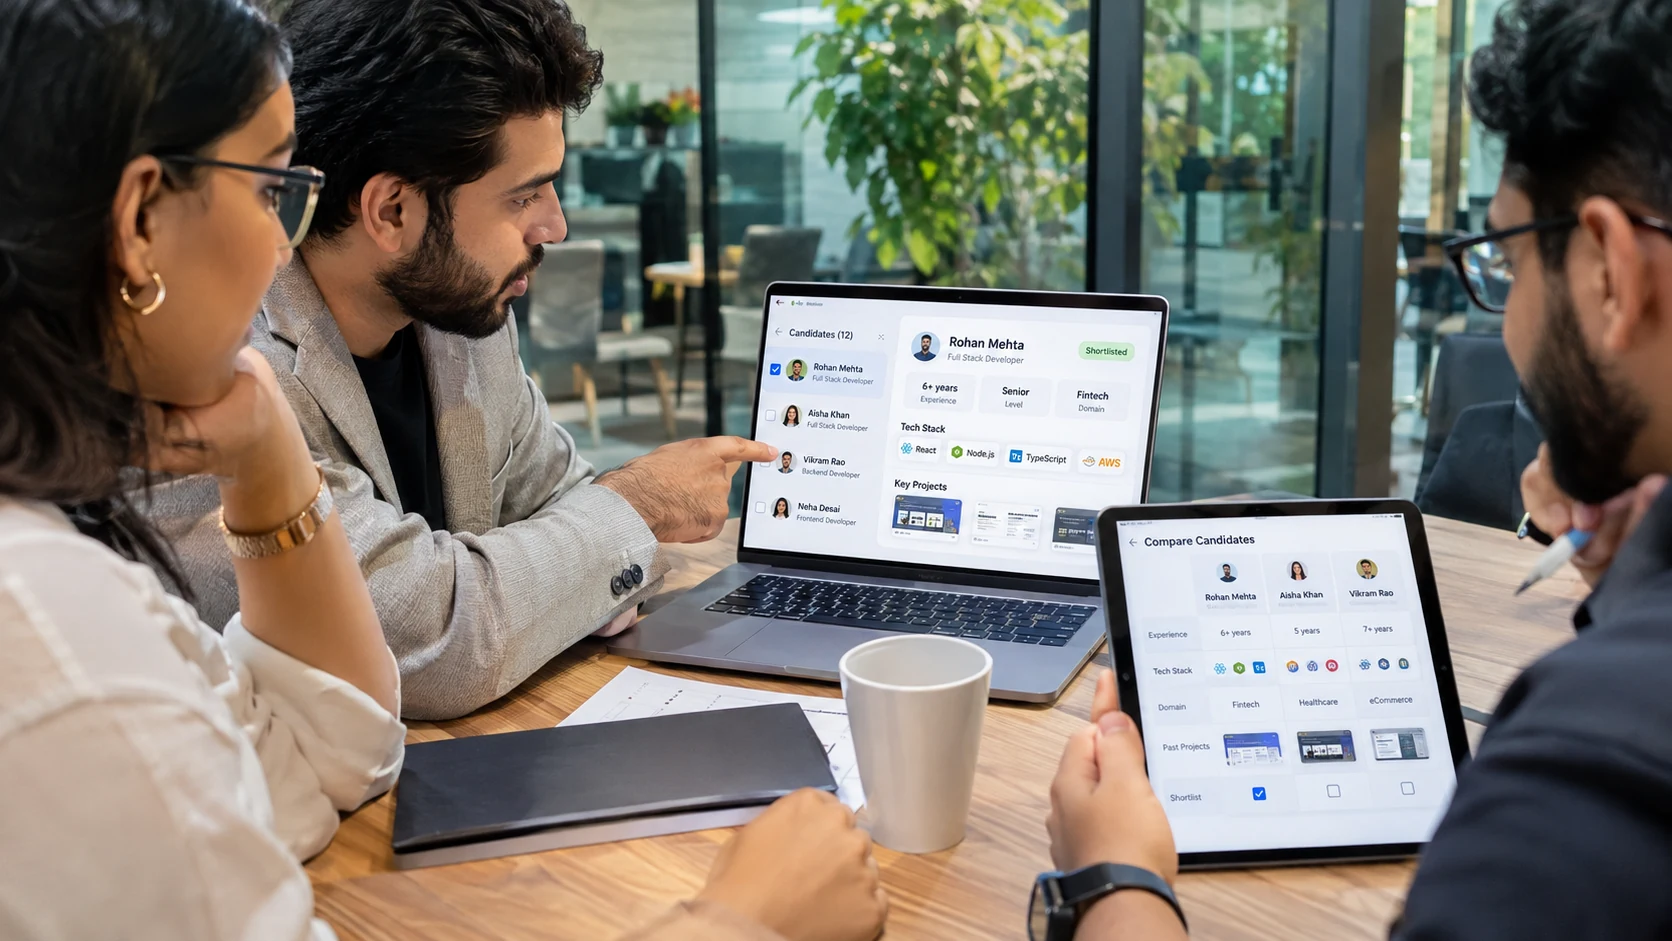 Candidates (12)
Rohan Mehta
Full Stack Developer
Aisha Khan
Full Stack Developer
Vikram Rao
Backend Developer
Neha Desai
Frontend Developer
Rohan Mehta
Full Stack Developer
Shortlisted
6+ years
Experience
Senior
Level
Fintech
Domain
Tech Stack
React
Node.js
TypeScript
AWS
Key Projects
Compare Candidates
Rohan Mehta Aisha Khan Vikram Rao
Experience 6+ years 5 years 7+ years
Tech Stack
Domain Fintech Healthcare eCommerce
Past Projects
Shortlist